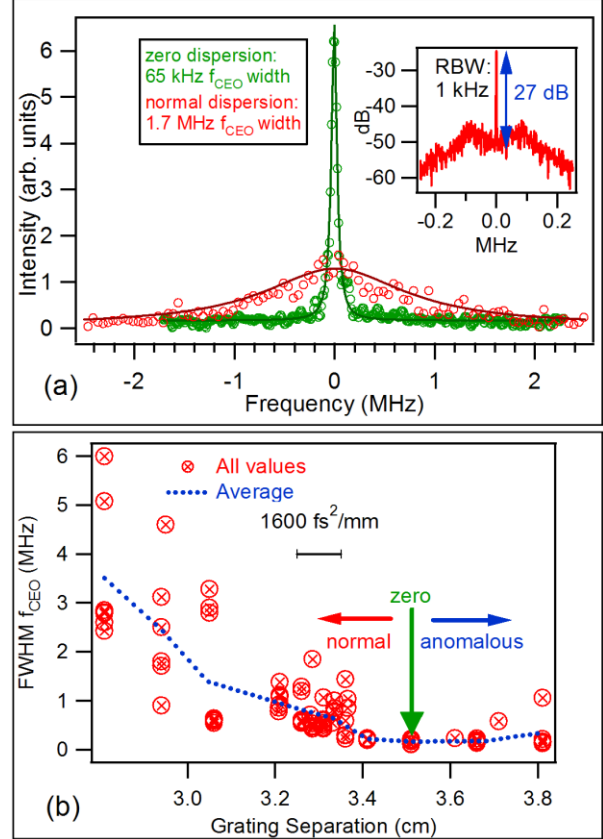 6
5
4
3
2
1
0
Intensity (arb. units)
zero dispersion:
65 kHz f_CEO width
normal dispersion:
1.7 MHz f_CEO width
-30
-40
-50
-60
dB
RBW:
1 kHz
27 dB
-0.2 0.0 0.2
MHz
-2 -1 0 1 2
(a)
Frequency (MHz)
6
5
4
3
2
1
0
FWHM f_CEO (MHz)
All values
Average
1600 fs²/mm
zero
normal anomalous
3.0 3.2 3.4 3.6 3.8
(b)
Grating Separation (cm)